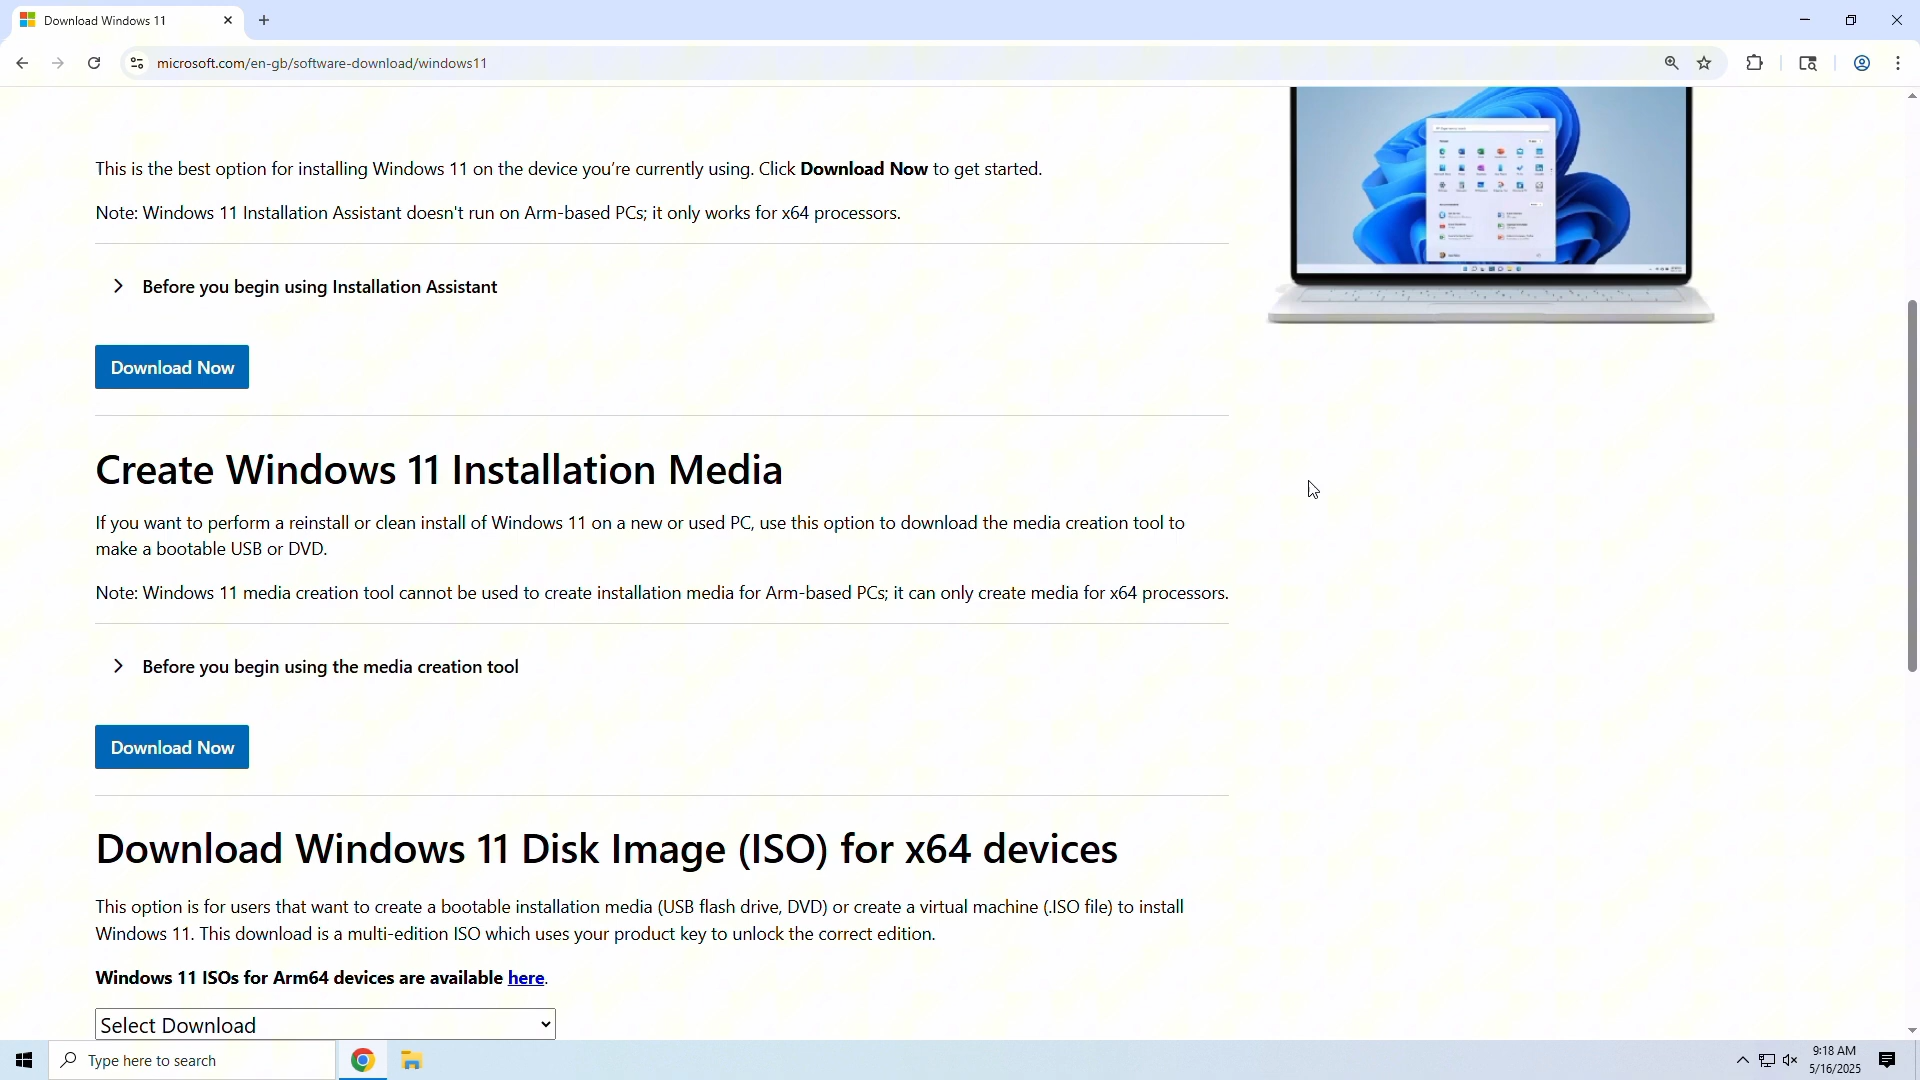 Download Windows 11
microsoft.com/en-gb/software-download/windows11
This is the best option for installing Windows 11 on the device you're currently using. Click Download Now to get started.
Note: Windows 11 Installation Assistant doesn't run on Arm-based PCs; it only works for x64 processors.
Before you begin using Installation Assistant
Download Now
Create Windows 11 Installation Media
If you want to perform a reinstall or clean install of Windows 11 on a new or used PC, use this option to download the media creation tool to
make a bootable USB or DVD.
Note: Windows 11 media creation tool cannot be used to create installation media for Arm-based PCs; it can only create media for x64 processors.
Before you begin using the media creation tool
Download Now
Download Windows 11 Disk Image (ISO) for x64 devices
This option is for users that want to create a bootable installation media (USB flash drive, DVD) or create a virtual machine (.ISO file) to install
Windows 11. This download is a multi-edition ISO which uses your product key to unlock the correct edition.
Windows 11 ISOs for Arm64 devices are available here.
Select Download
Type here to search
9:18 AM
5/16/2025